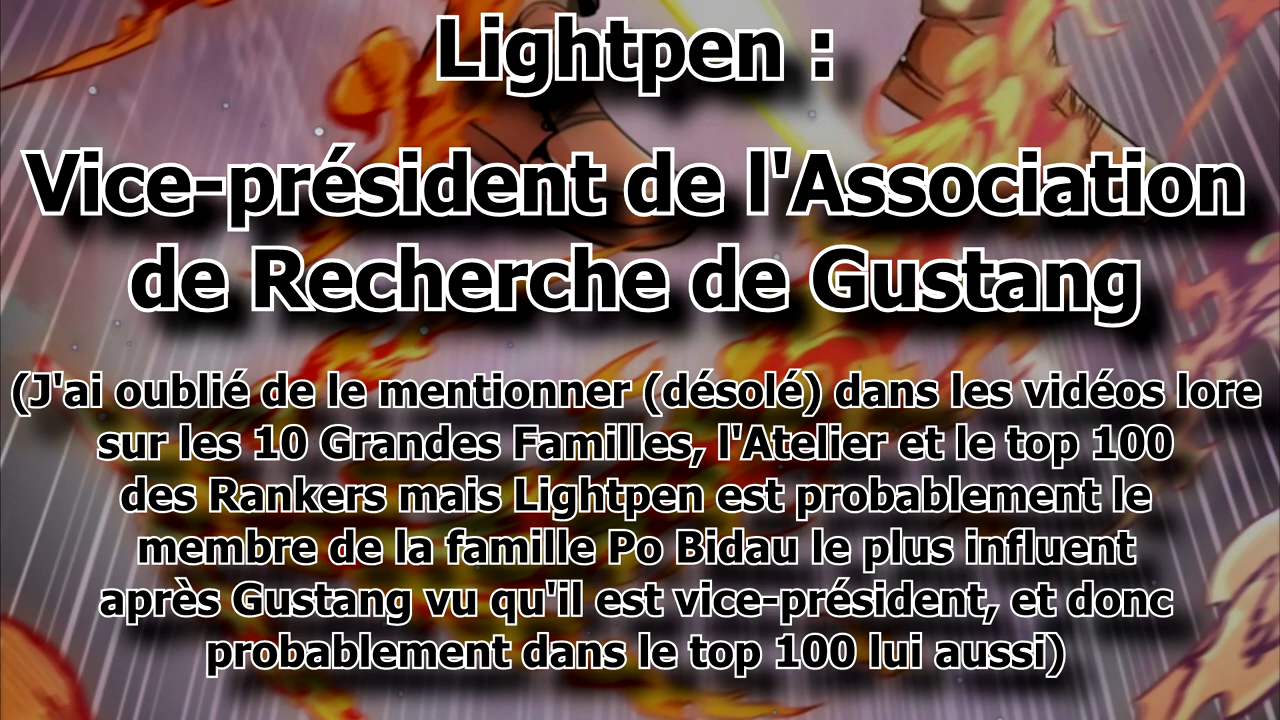 Lightpen :
Vice-président de l'Association
de Recherche de Gustang
(J'ai oublié de le mentionner (désolé) dans les vidéos lore
sur les 10 Grandes Familles, l'Atelier et le top 100
des Rankers mais Lightpen est probablement le
membre de la famille Po Bidau le plus influent
après Gustang vu qu'il est vice-président, et donc
probablement dans le top 100 lui aussi)